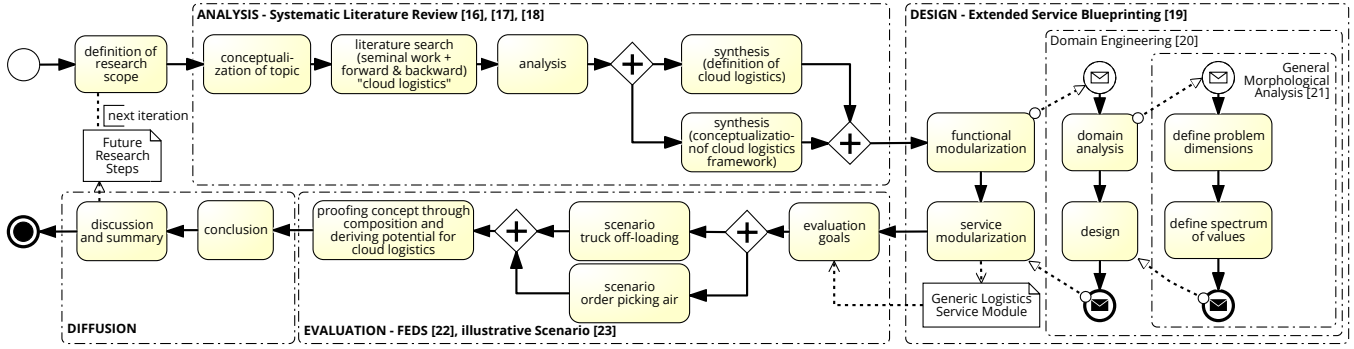 ANALYSIS - Systematic Literature Review [16], [17], [18]
definition of
research
scope
conceptuali-
zation of topic
literature search
(seminal work +
forward & backward)
"cloud logistics"
analysis
synthesis
(definition of
cloud logistics)
synthesis
(conceptualizatio-
nof cloud logistics
framework)
next iteration
Future
Research
Steps
DESIGN - Extended Service Blueprinting [19]
functional
modularization
service
modularization
Generic Logistics
Service Module
Domain Engineering [20]
domain
analysis
design
General
Morphological
Analysis [21]
define problem
dimensions
define spectrum
of values
evaluation
goals
scenario
truck off-loading
scenario
order picking air
proofing concept through
composition and
deriving potential for
cloud logistics
EVALUATION - FEDS [22], illustrative Scenario [23]
conclusion
discussion
and summary
DIFFUSION